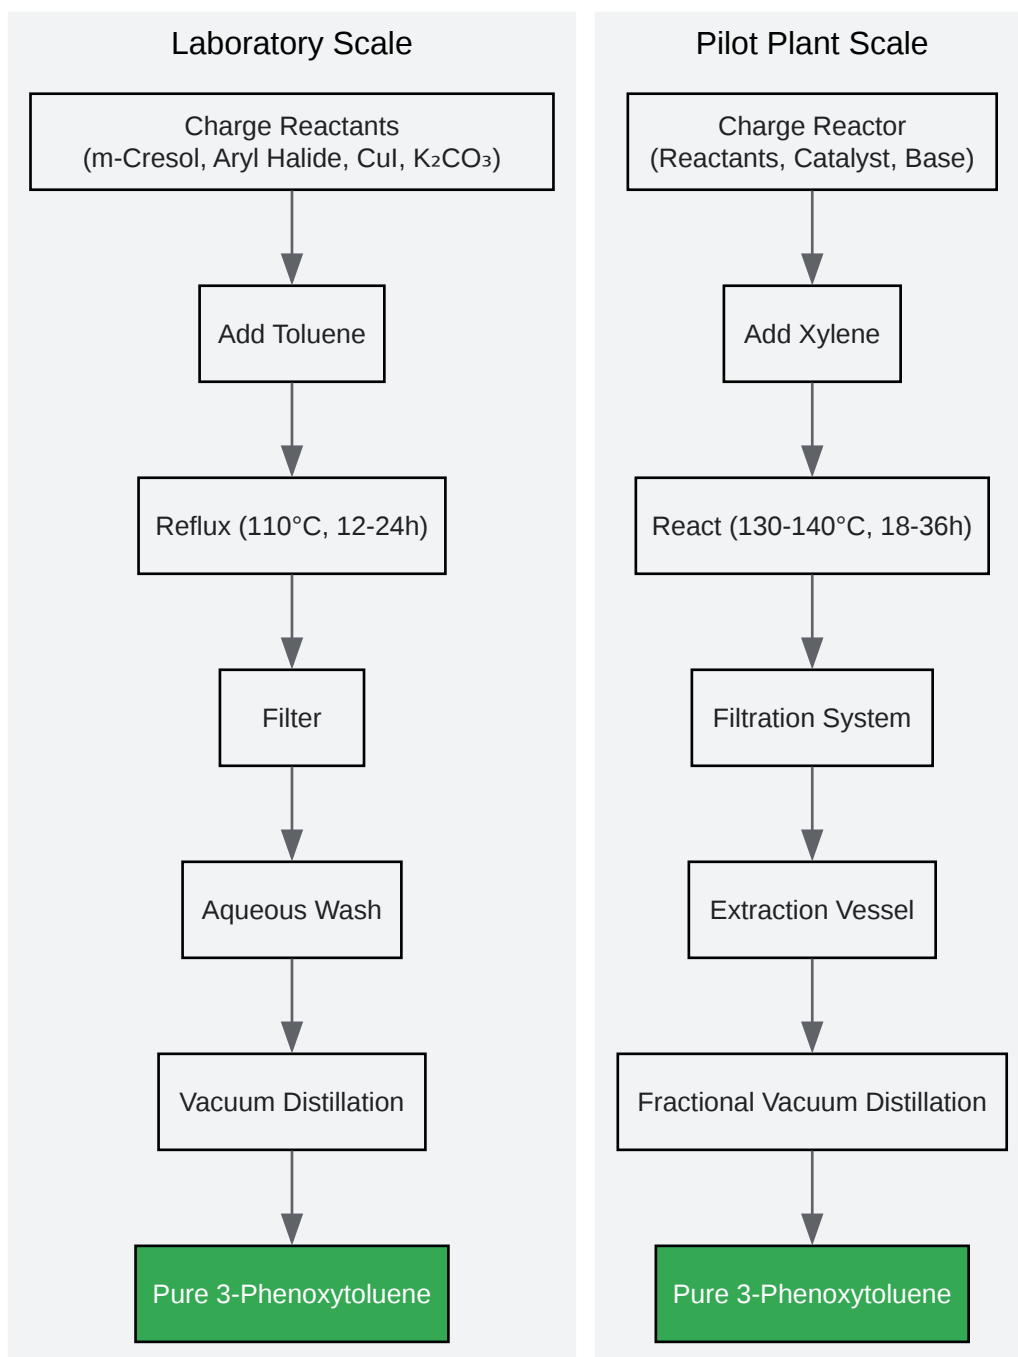 Laboratory Scale
Charge Reactants
(m-Cresol, Aryl Halide, CuI, K₂CO₃)
Add Toluene
Reflux (110°C, 12-24h)
Filter
Aqueous Wash
Vacuum Distillation
Pure 3-Phenoxytoluene
Pilot Plant Scale
Charge Reactor
(Reactants, Catalyst, Base)
Add Xylene
React (130-140°C, 18-36h)
Filtration System
Extraction Vessel
Fractional Vacuum Distillation
Pure 3-Phenoxytoluene